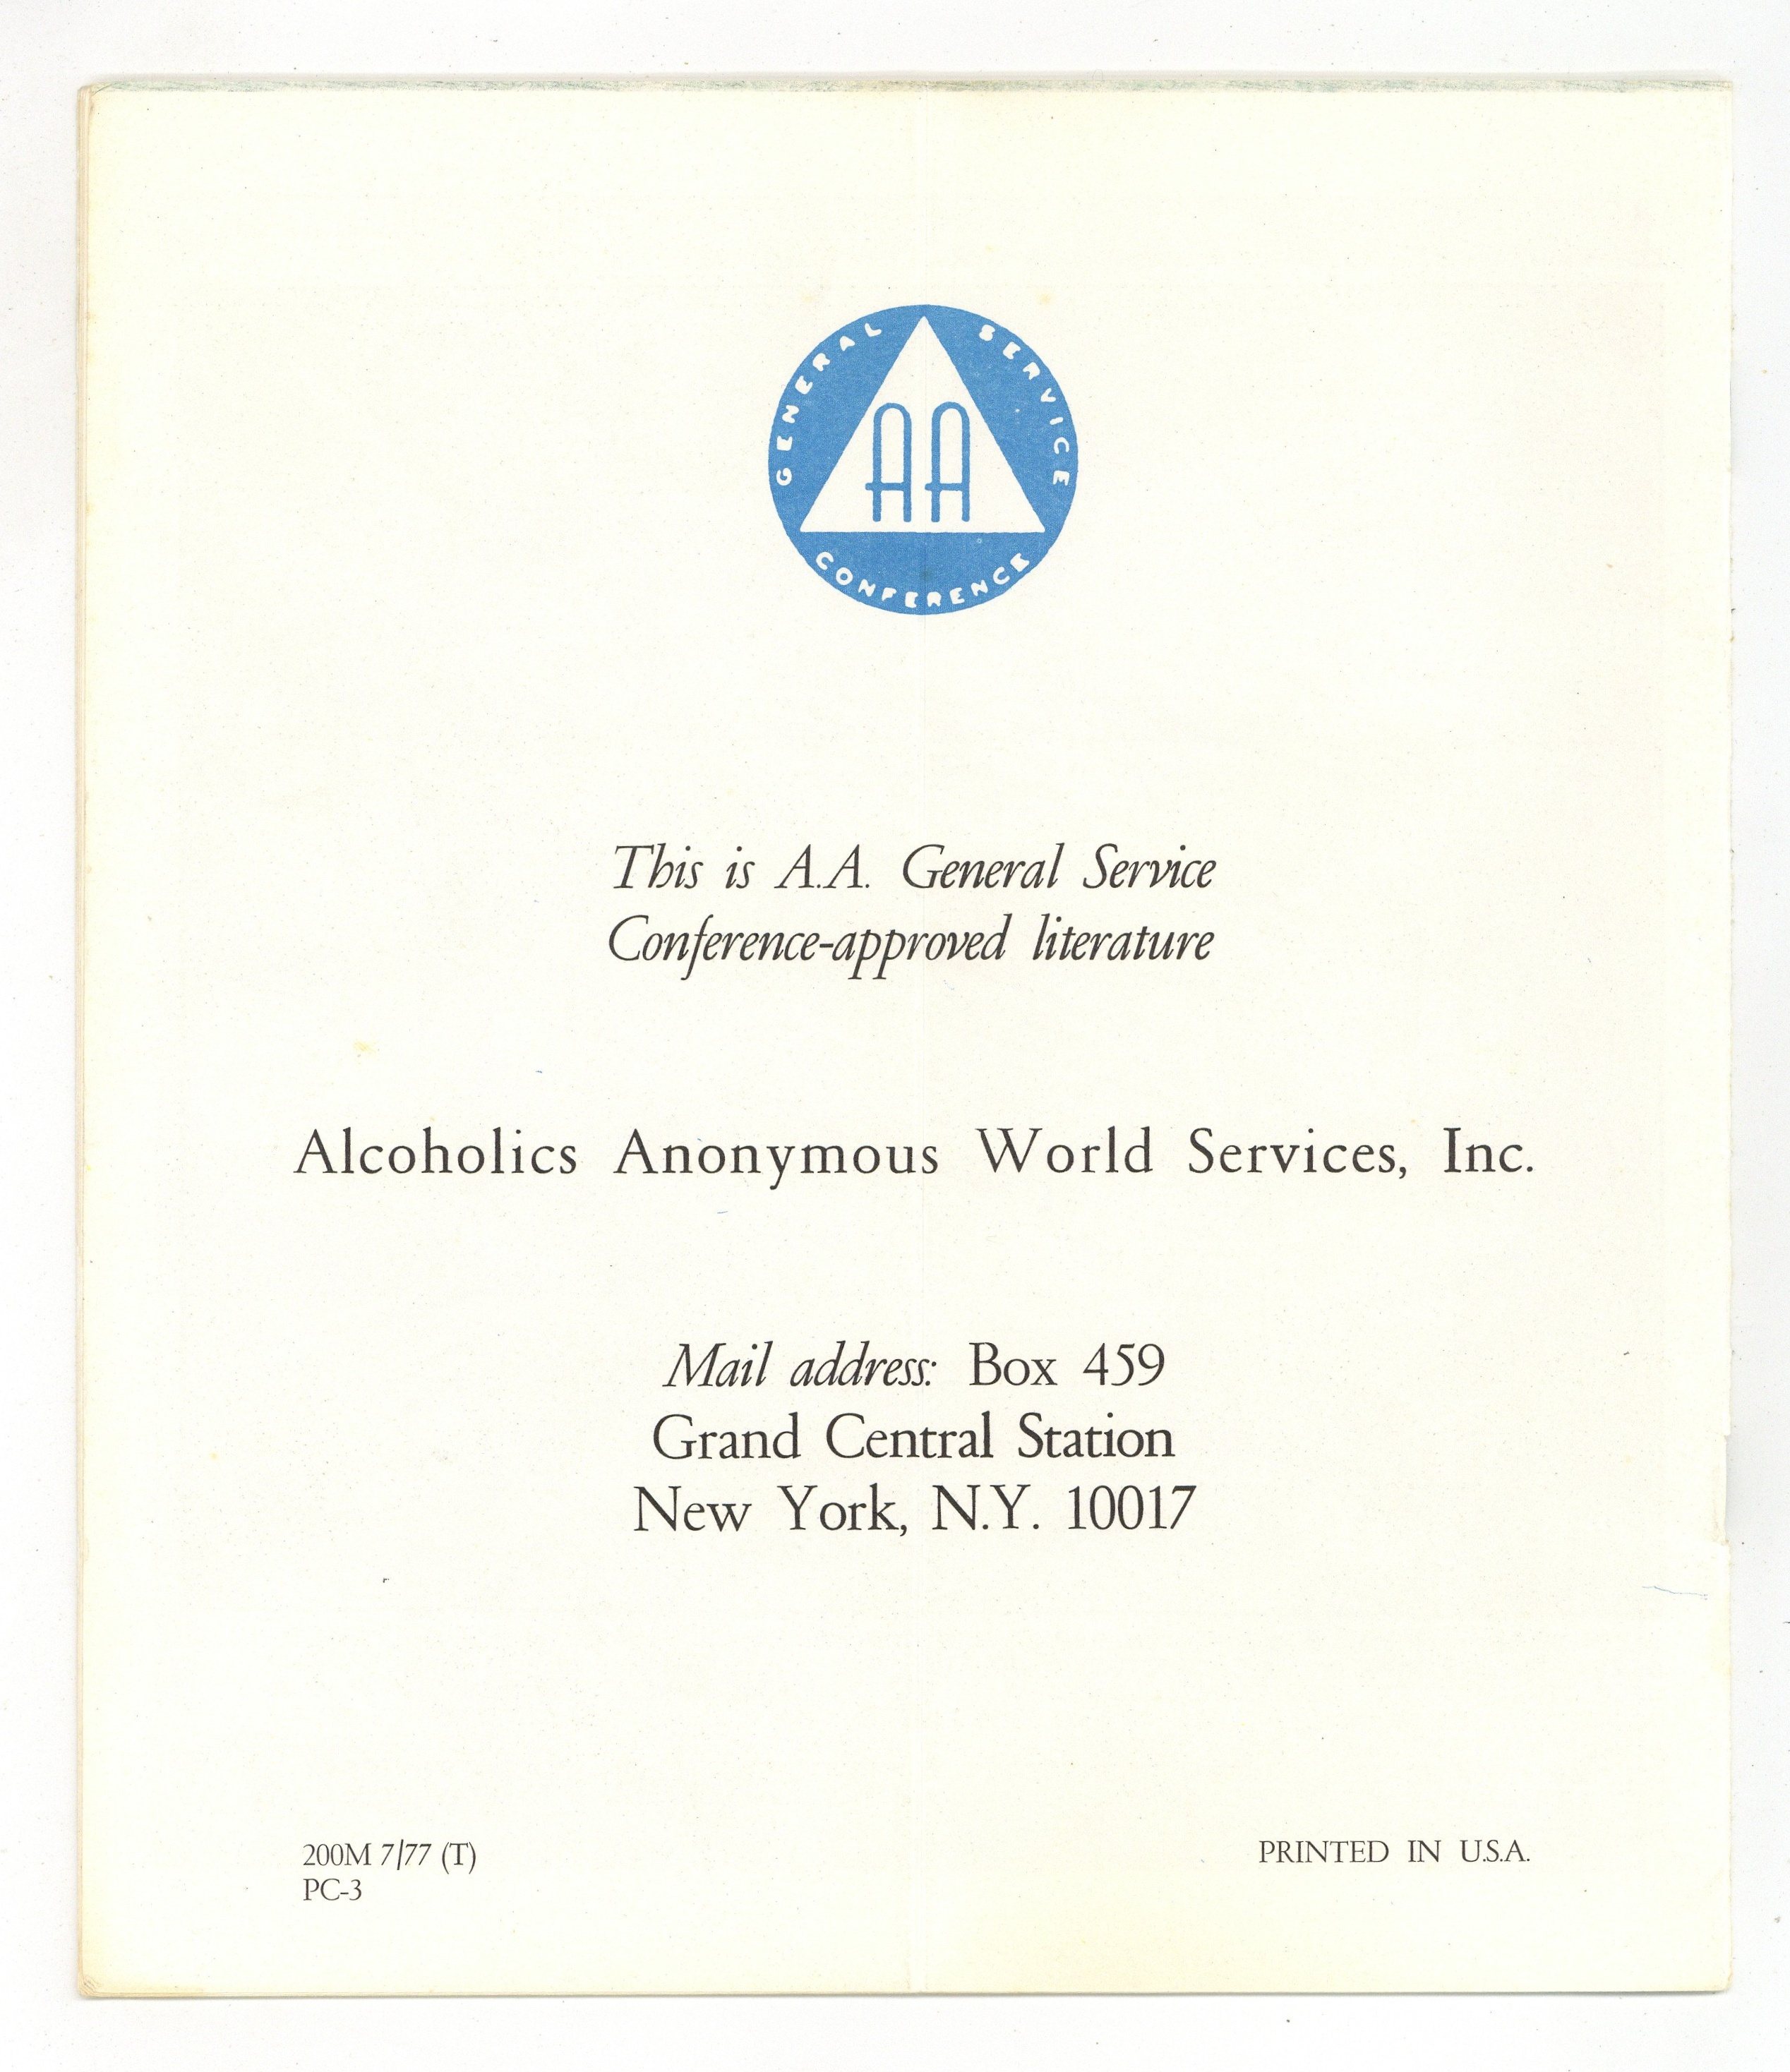 GENERAL SERVICE
AA
CONFERENCE
This is A.A. General Service
Conference-approved literature
Alcoholics Anonymous World Services, Inc.
Mail address: Box 459
Grand Central Station
New York, N.Y. 10017
200M 7/77 (T)
PC-3
PRINTED IN U.S.A.